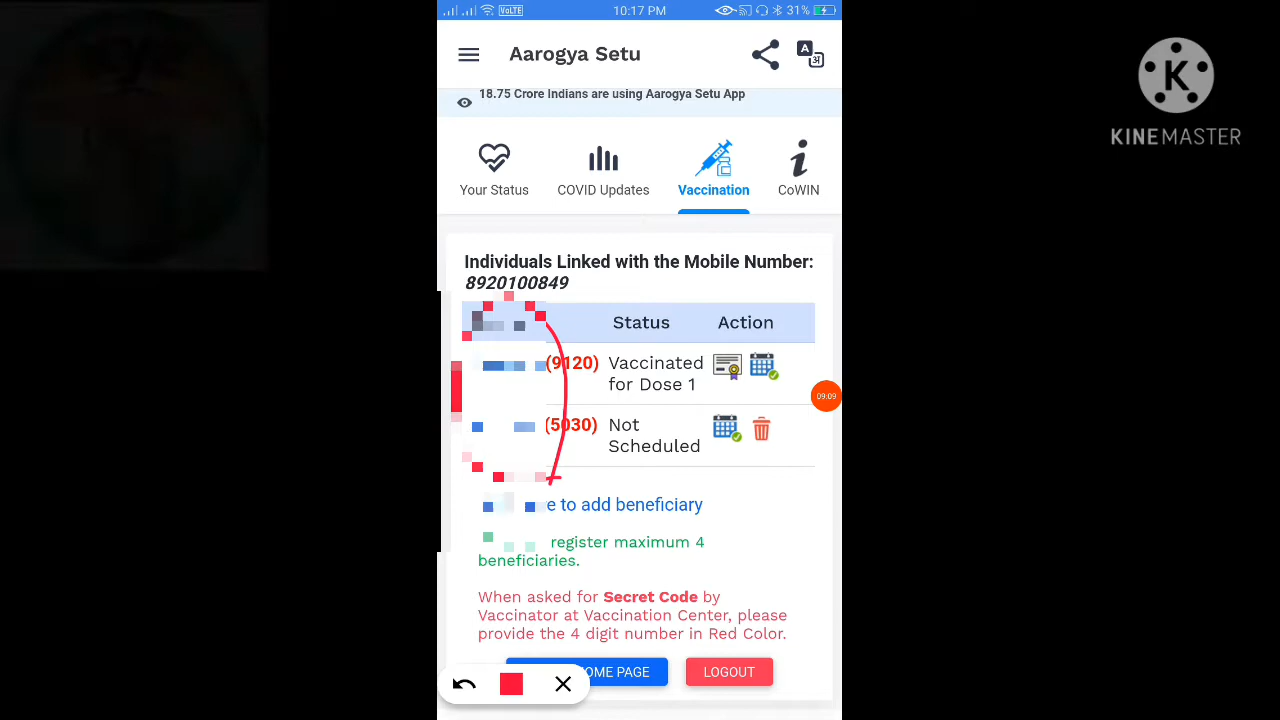 VoLTE 10:17 PM 31%
Aarogya Setu
A अ
18.75 Crore Indians are using Aarogya Setu App
K
KINEMASTER
Your Status COVID Updates Vaccination CoWIN
Individuals Linked with the Mobile Number:
8920100849
Status Action
(9120) Vaccinated
for Dose 1
09:09
(5030) Not
Scheduled
to add beneficiary
register maximum 4
beneficiaries.
When asked for Secret Code by
Vaccinator at Vaccination Center, please
provide the 4 digit number in Red Color.
PAGE LOGOUT